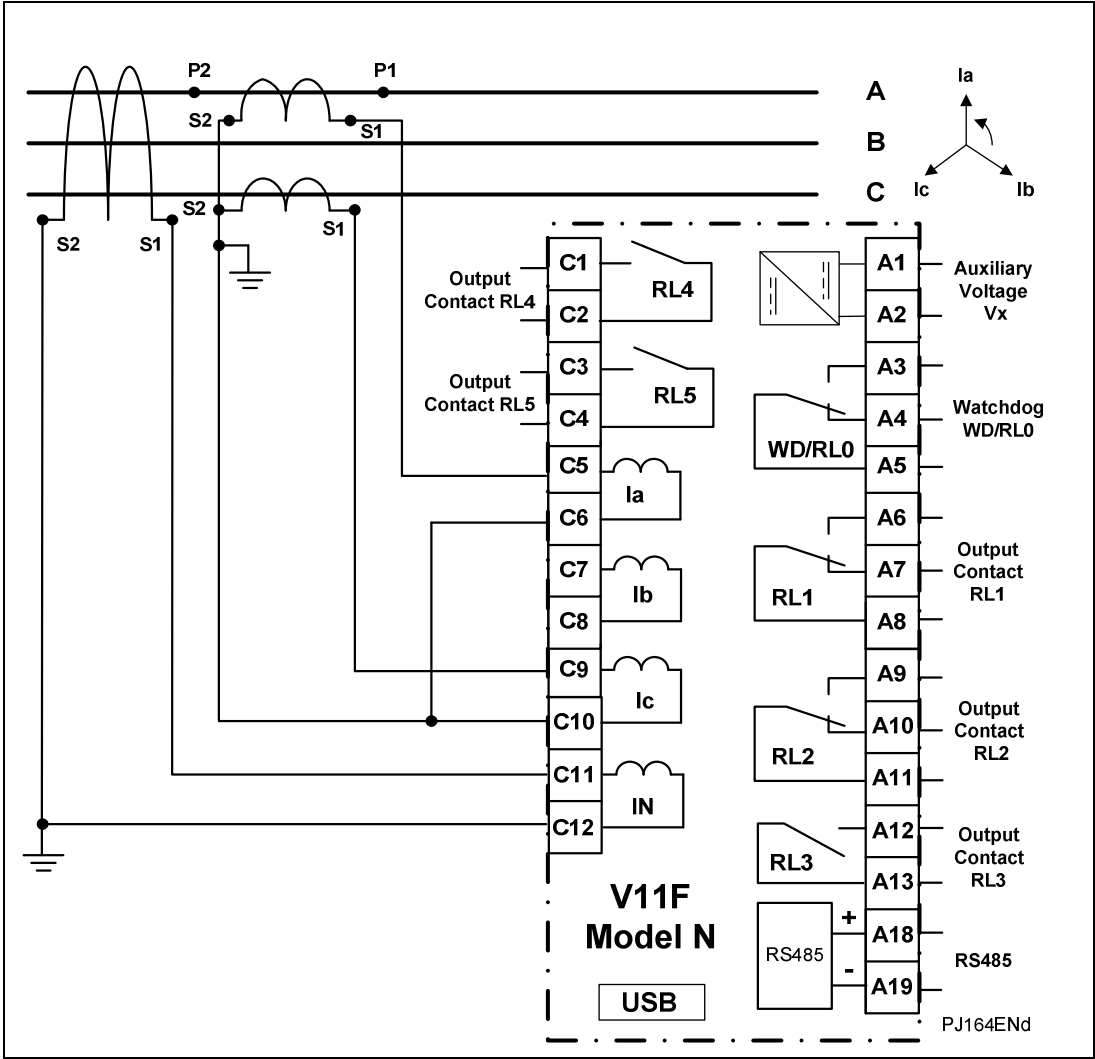 P2
P1
A
Ia
S2
S1
B
C
Ic
Ib
S2
S1
S2
S1
Output
Contact RL4
C1
C2
RL4
A1
A2
Auxiliary
Voltage
Vx
Output
Contact RL5
C3
C4
RL5
A3
A4
A5
WD/RL0
Watchdog
WD/RL0
C5
C6
Ia
A6
A7
A8
RL1
Output
Contact
RL1
C7
C8
Ib
C9
C10
Ic
A9
A10
A11
RL2
Output
Contact
RL2
C11
C12
IN
A12
A13
RL3
Output
Contact
RL3
V11F
Model N
RS485
+
-
A18
A19
RS485
USB
PJ164ENd